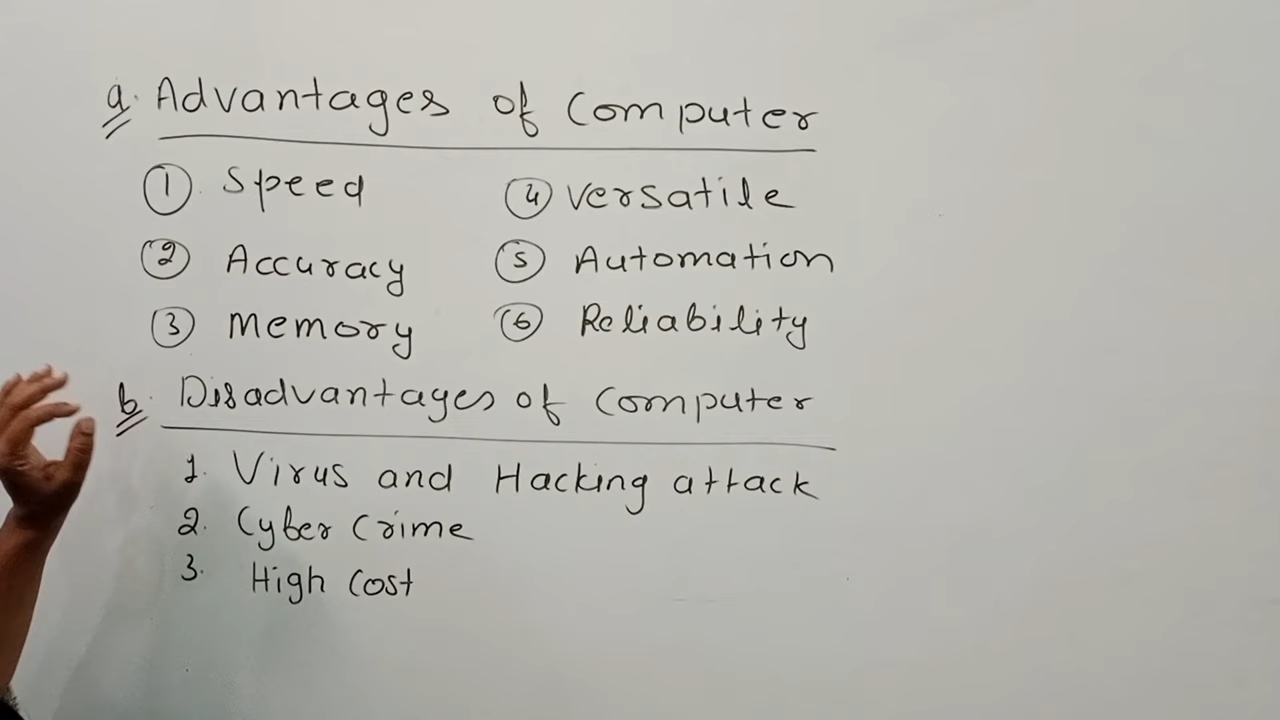 a. Advantages of Computer
1. Speed
2 Accuracy
3 Memory
4 Versatile
5 Automation
6 Reliability
b. Disadvantages of Computer
1. Virus and Hacking attack
2. Cyber Crime
3. High Cost